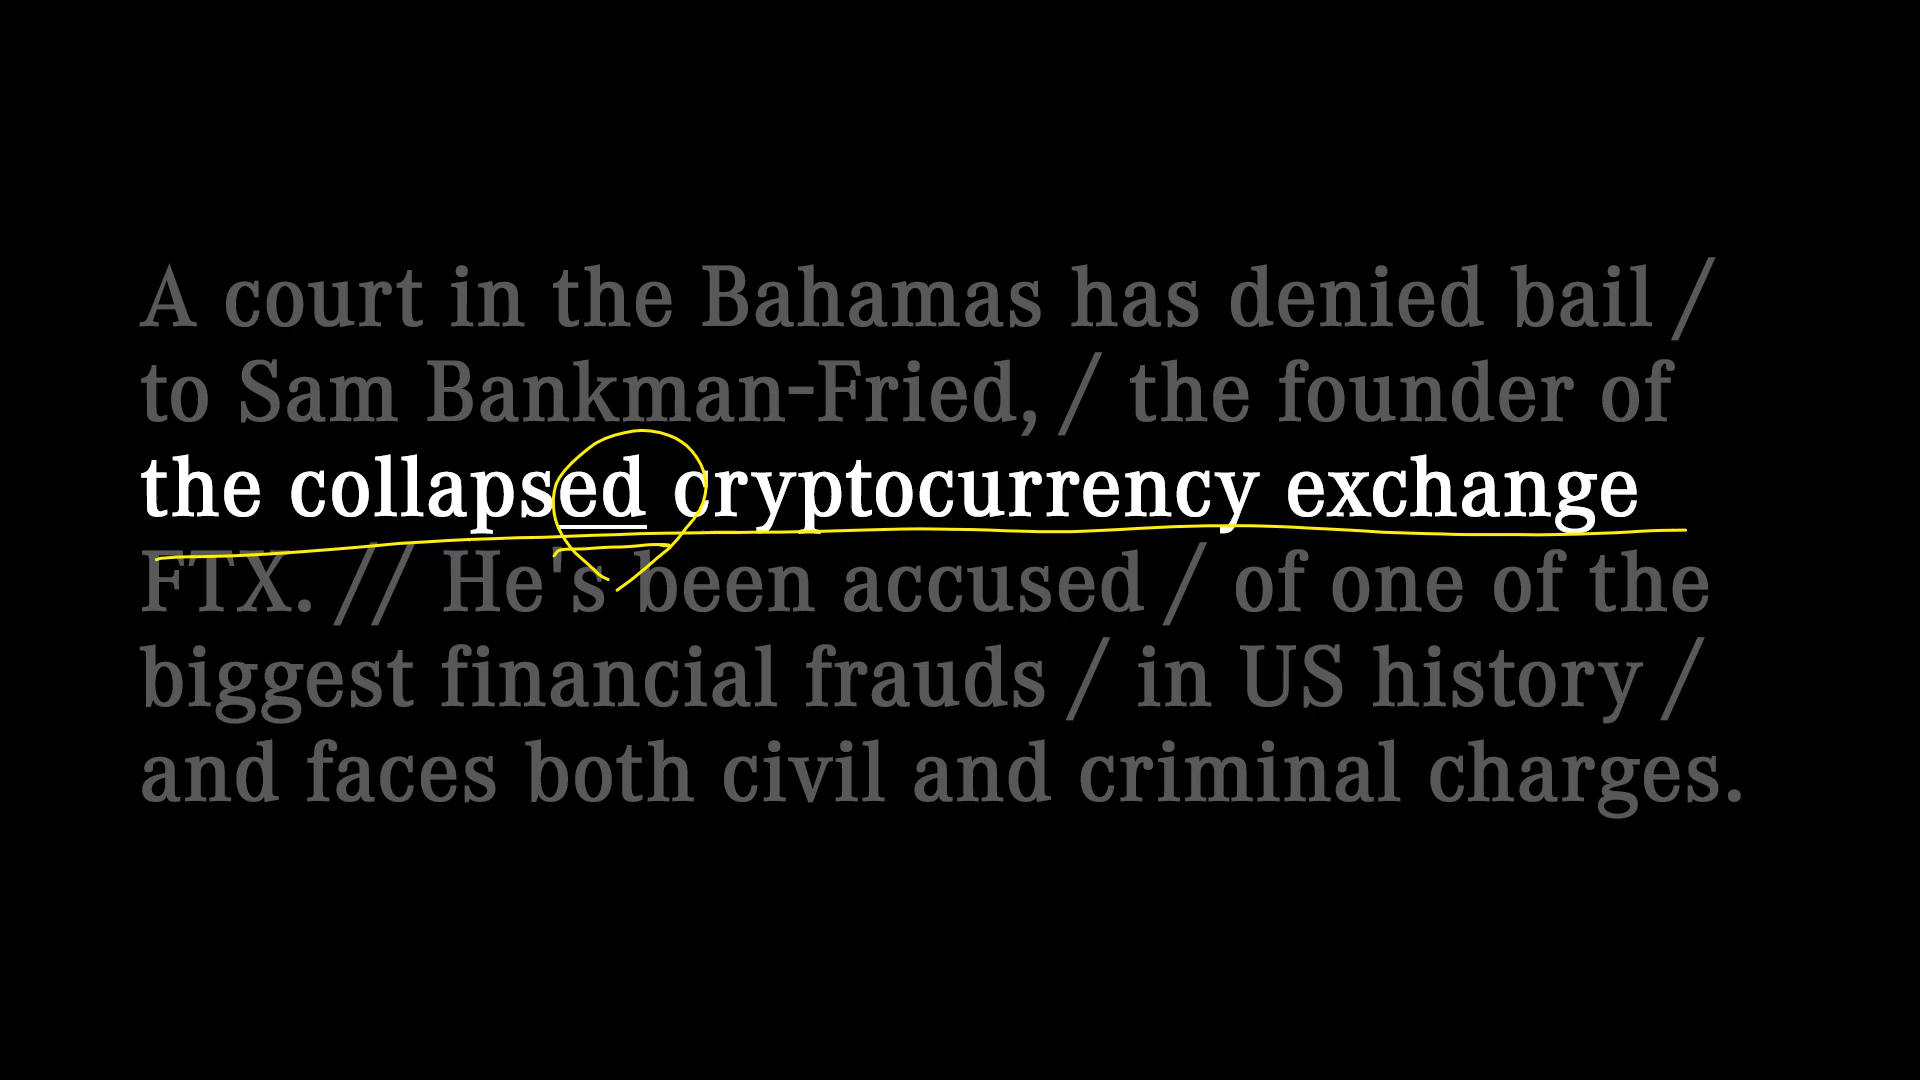 A court in the Bahamas has denied bail /
to Sam Bankman-Fried, / the founder of
the collapsed cryptocurrency exchange
FTX. // He's been accused / of one of the
biggest financial frauds / in US history /
and faces both civil and criminal charges.